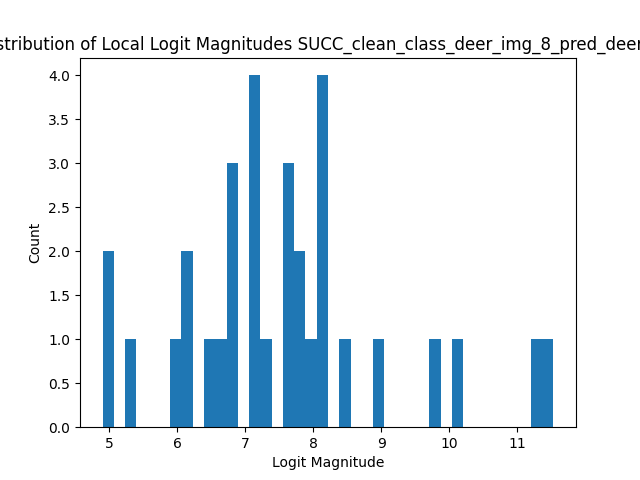 stribution of Local Logit Magnitudes SUCC_clean_class_deer_img_8_pred_deer
4.0
3.5
3.0
2.5
2.0
1.5
1.0
0.5
0.0
Count
5 6 7 8 9 10 11
Logit Magnitude